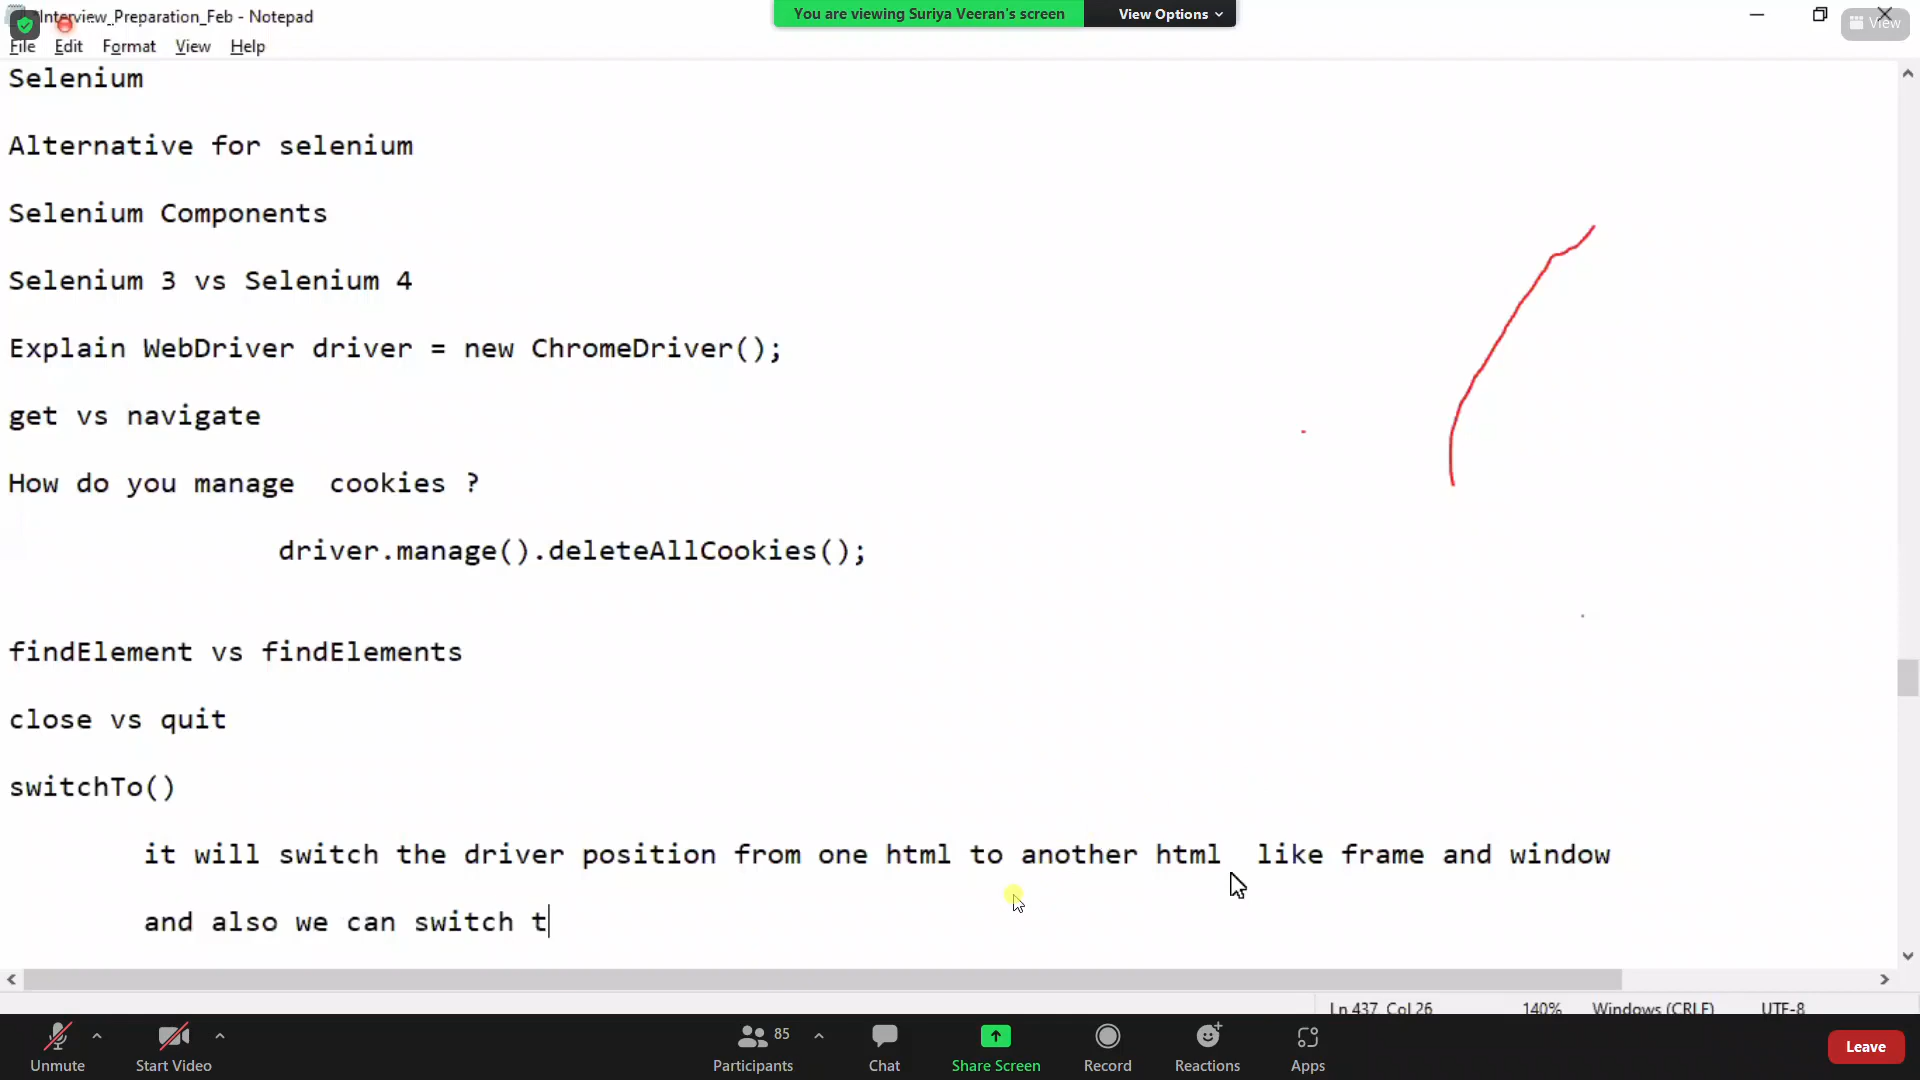 Interview_Preparation_Feb - Notepad
You are viewing Suriya Veeran's screen
View Options
View
File Edit Format View Help
Selenium
Alternative for selenium
Selenium Components
Selenium 3 vs Selenium 4
Explain WebDriver driver = new ChromeDriver();
get vs navigate
How do you manage  cookies ?
driver.manage().deleteAllCookies();
findElement vs findElements
close vs quit
switchTo()
it will switch the driver position from one html to another html  like frame and window
and also we can switch t
Ln 437, Col 26 140% Windows (CRLF) UTF-8
85
Unmute Start Video Participants Chat Share Screen Record Reactions Apps Leave